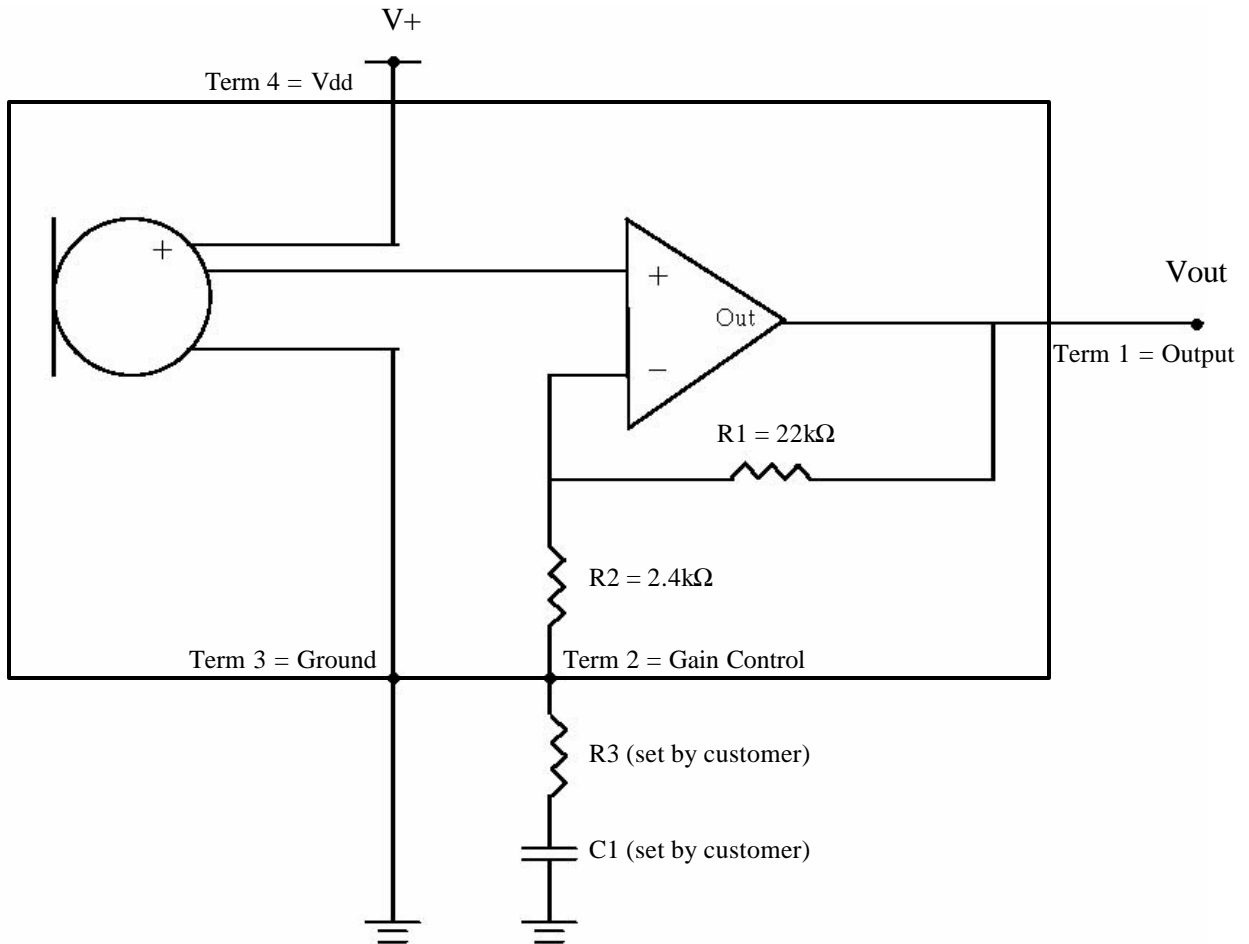 V+
Term 4 = Vdd
+
+
Vout
Out
Term 1 = Output
−
R1 = 22kΩ
R2 = 2.4kΩ
Term 3 = Ground
Term 2 = Gain Control
R3 (set by customer)
C1 (set by customer)